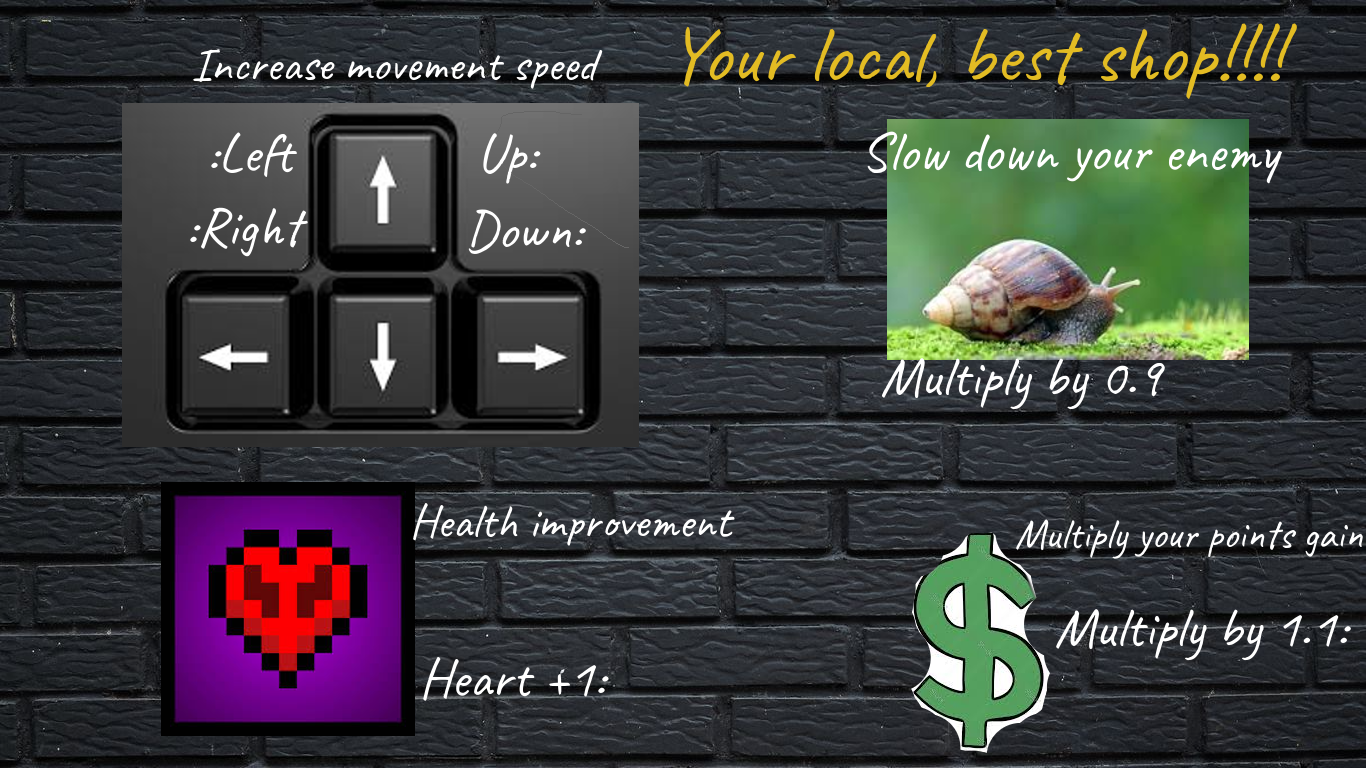 Your local, best shop!!!!
Increase movement speed
:Left
Up:
:Right
Down:
Slow down your enemy
Multiply by 0.9
Health improvement
Heart +1:
Multiply your points gain
Multiply by 1.1: